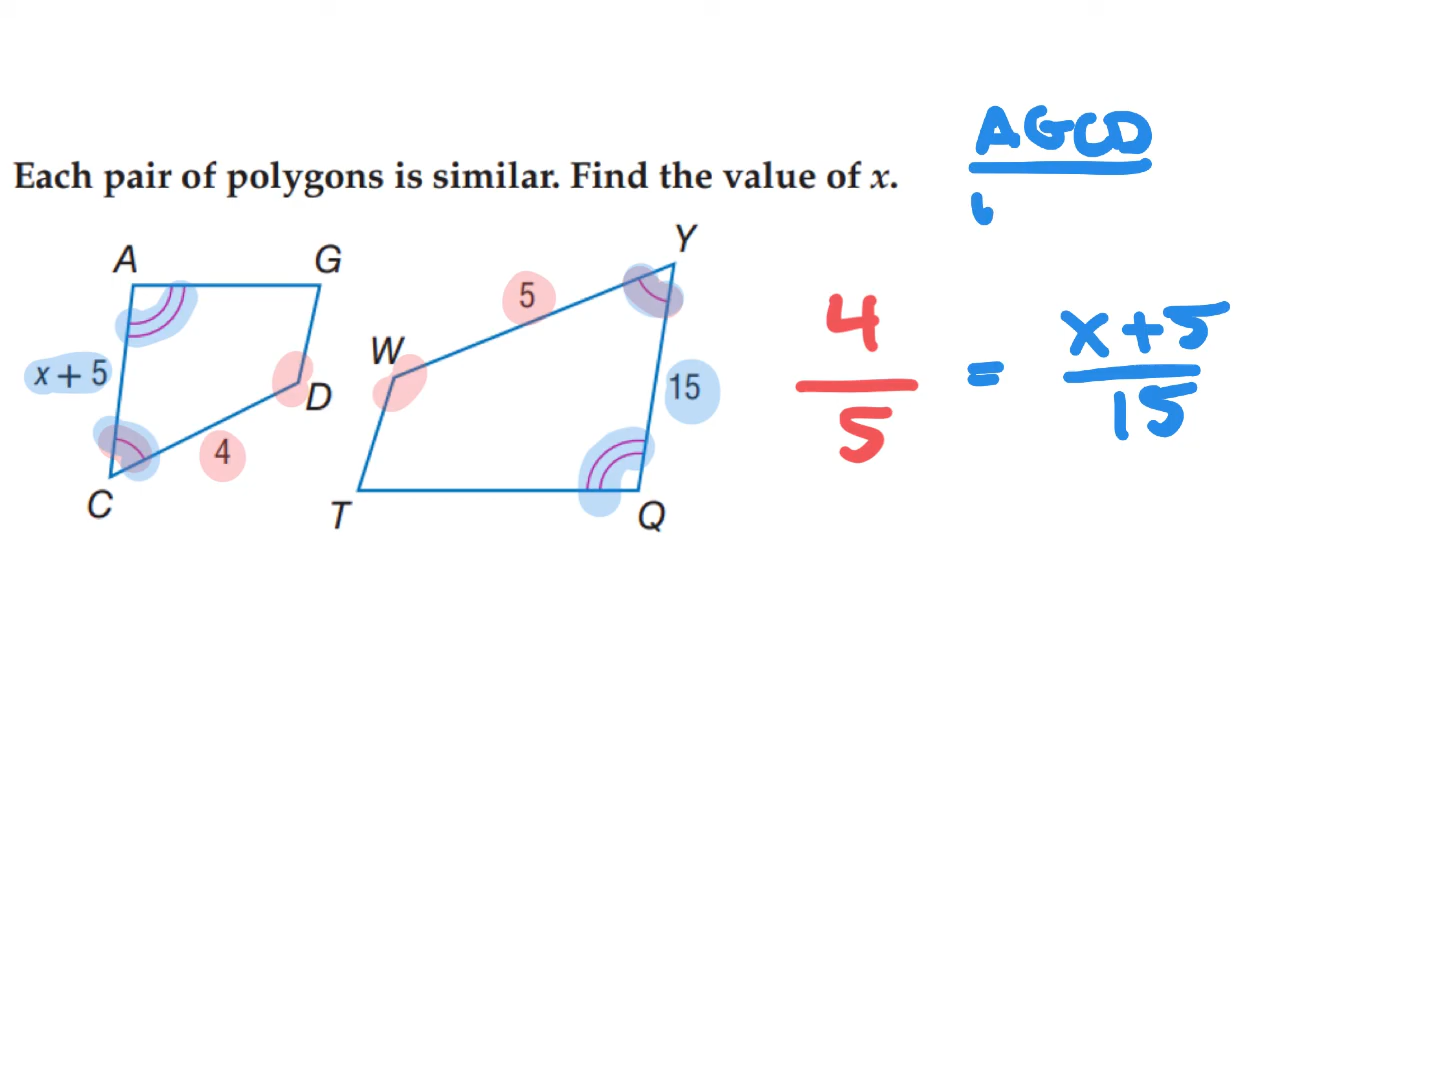 AGCD
Each pair of polygons is similar. Find the value of x.
A
G
Y
5
W
x + 5
D
15
4
C
T
Q
4
5
=
x + 5
15